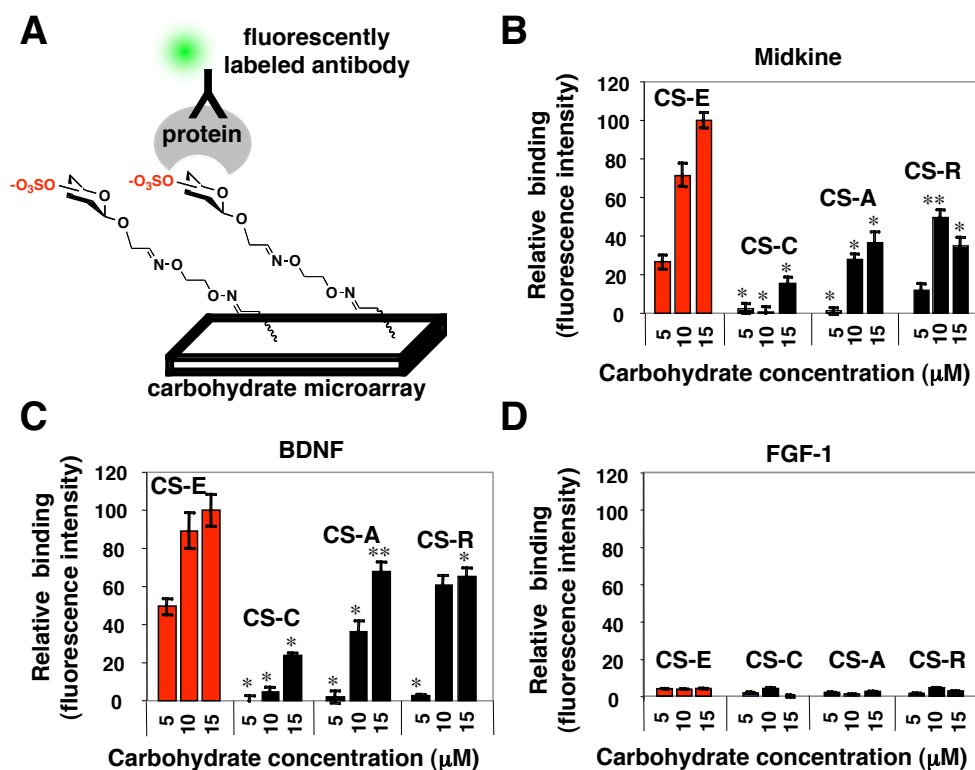 A
fluorescently
labeled antibody
protein
-O₃SO
O
O
-O₃SO
O
O
N-O
O-N
N-O
O-N
carbohydrate microarray
B
Midkine
Relative binding
(fluorescence intensity)
120
100
80
60
40
20
0
CS-E
CS-C
CS-A
CS-R
* * *
* * *
** *
5 10 15 5 10 15 5 10 15 5 10 15
Carbohydrate concentration (μM)
C
BDNF
Relative binding
(fluorescence intensity)
120
100
80
60
40
20
0
CS-E
CS-C
CS-A
CS-R
* * *
* * **
* *
5 10 15 5 10 15 5 10 15 5 10 15
Carbohydrate concentration (μM)
D
FGF-1
Relative binding
(fluorescence intensity)
120
100
80
60
40
20
0
CS-E CS-C CS-A CS-R
5 10 15 5 10 15 5 10 15 5 10 15
Carbohydrate concentration (μM)